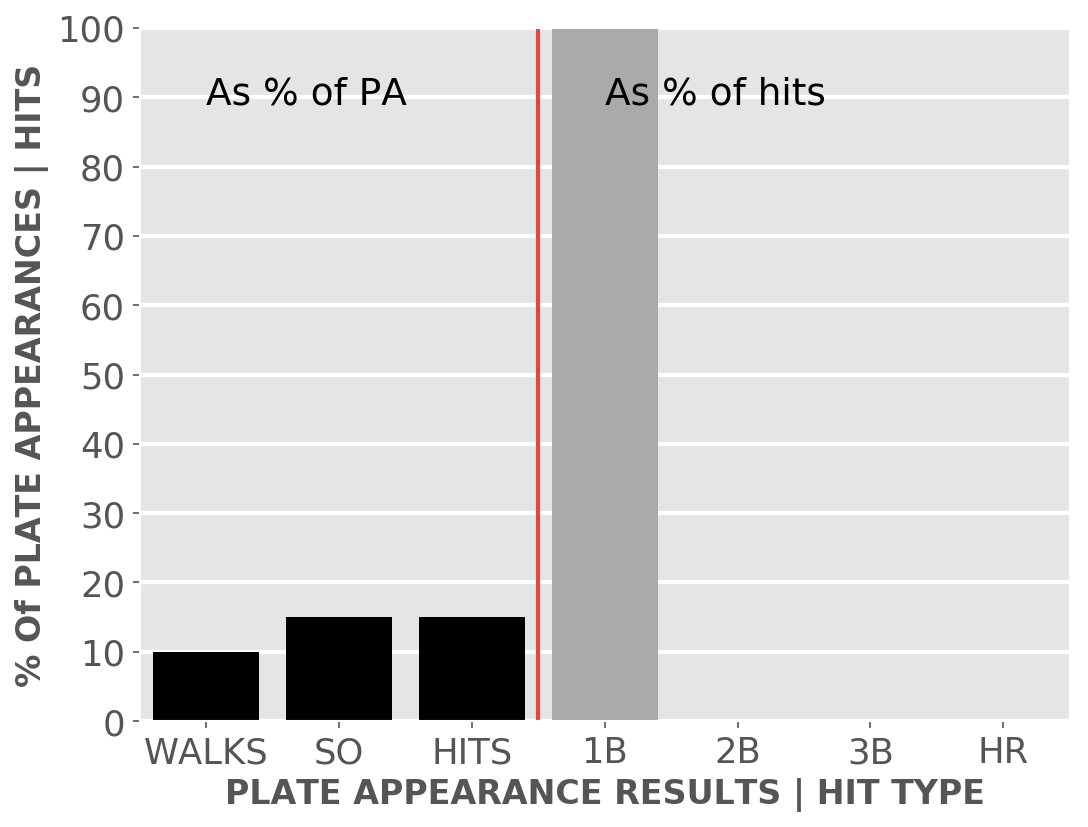 % Of PLATE APPEARANCES | HITS
100
90
80
70
60
50
40
30
20
10
0
As % of PA
As % of hits
WALKS SO HITS 1B 2B 3B HR
PLATE APPEARANCE RESULTS | HIT TYPE